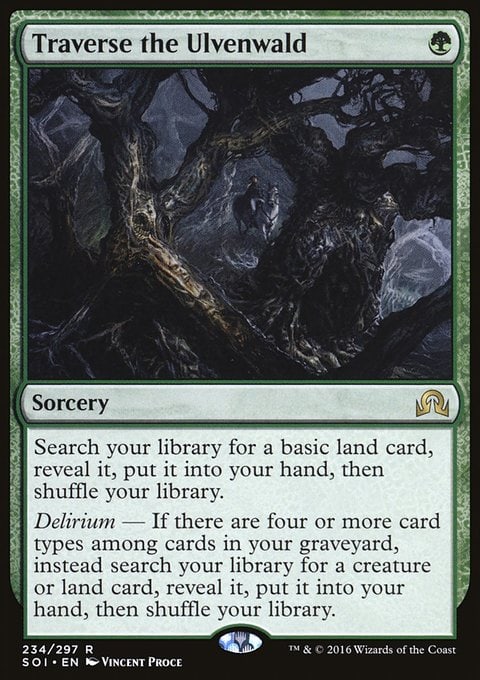 Traverse the Ulvenwald
Sorcery
Search your library for a basic land card,
reveal it, put it into your hand, then
shuffle your library.
Delirium — If there are four or more card
types among cards in your graveyard,
instead search your library for a creature
or land card, reveal it, put it into your
hand, then shuffle your library.
234/297 R
SOI • EN VINCENT PROCE
™ & © 2016 Wizards of the Coast